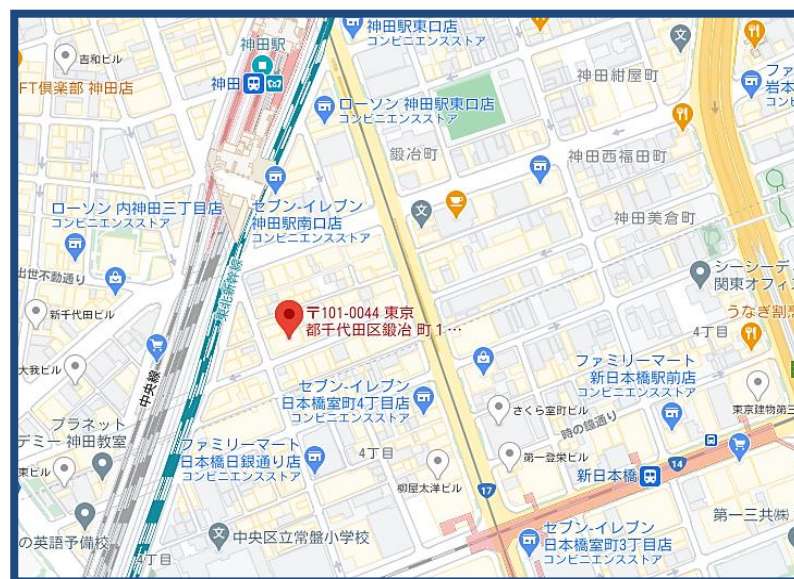 神田駅東口店
コンビニエンスストア
吉和ビル
神田駅
神田
FT倶楽部 神田店
神田紺屋町
ファ
岩本
コンビ
ローソン 神田駅東口店
コンビニエンスストア
鍛冶町
神田西福田町
ローソン 内神田三丁目店
コンビニエンスストア
セブン-イレブン
神田駅南口店
コンビニエンスストア
神田美倉町
出世不動通り
東北新幹線
シーシーデ
関東オフィス
新千代田ビル
〒101-0044 東京
都千代田区鍛冶 町 1 …
うなぎ割烹
4丁目
大我ビル
中央線
セブン-イレブン
日本橋室町4丁目店
コンビニエンスストア
ファミリーマート
新日本橋駅前店
コンビニエンスストア
さくら室町ビル
東京建物第三
プラネット
デミー 神田教室
時の鐘通り
ファミリーマート
日本橋日銀通り店
コンビニエンスストア
4丁目
第一登栄ビル
東ビル
柳屋太洋ビル
新日本橋
14
17
の英語予備校
中央区立常盤小学校
4丁目
セブン-イレブン
日本橋室町3丁目店
コンビニエンスストア
第一三共㈱